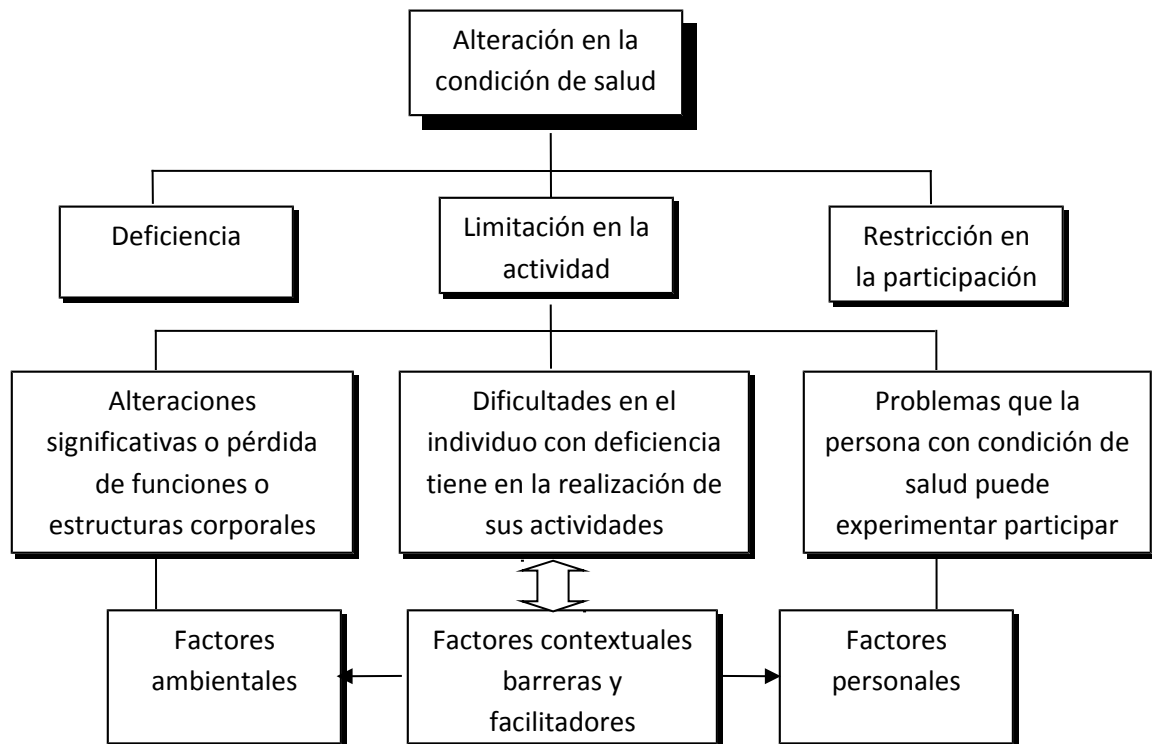 Alteración en la
condición de salud
Deficiencia
Limitación en la
actividad
Restricción en
la participación
Alteraciones
significativas o pérdida
de funciones o
estructuras corporales
Dificultades en el
individuo con deficiencia
tiene en la realización de
sus actividades
Problemas que la
persona con condición de
salud puede
experimentar participar
Factores
ambientales
Factores contextuales
barreras y
facilitadores
Factores
personales